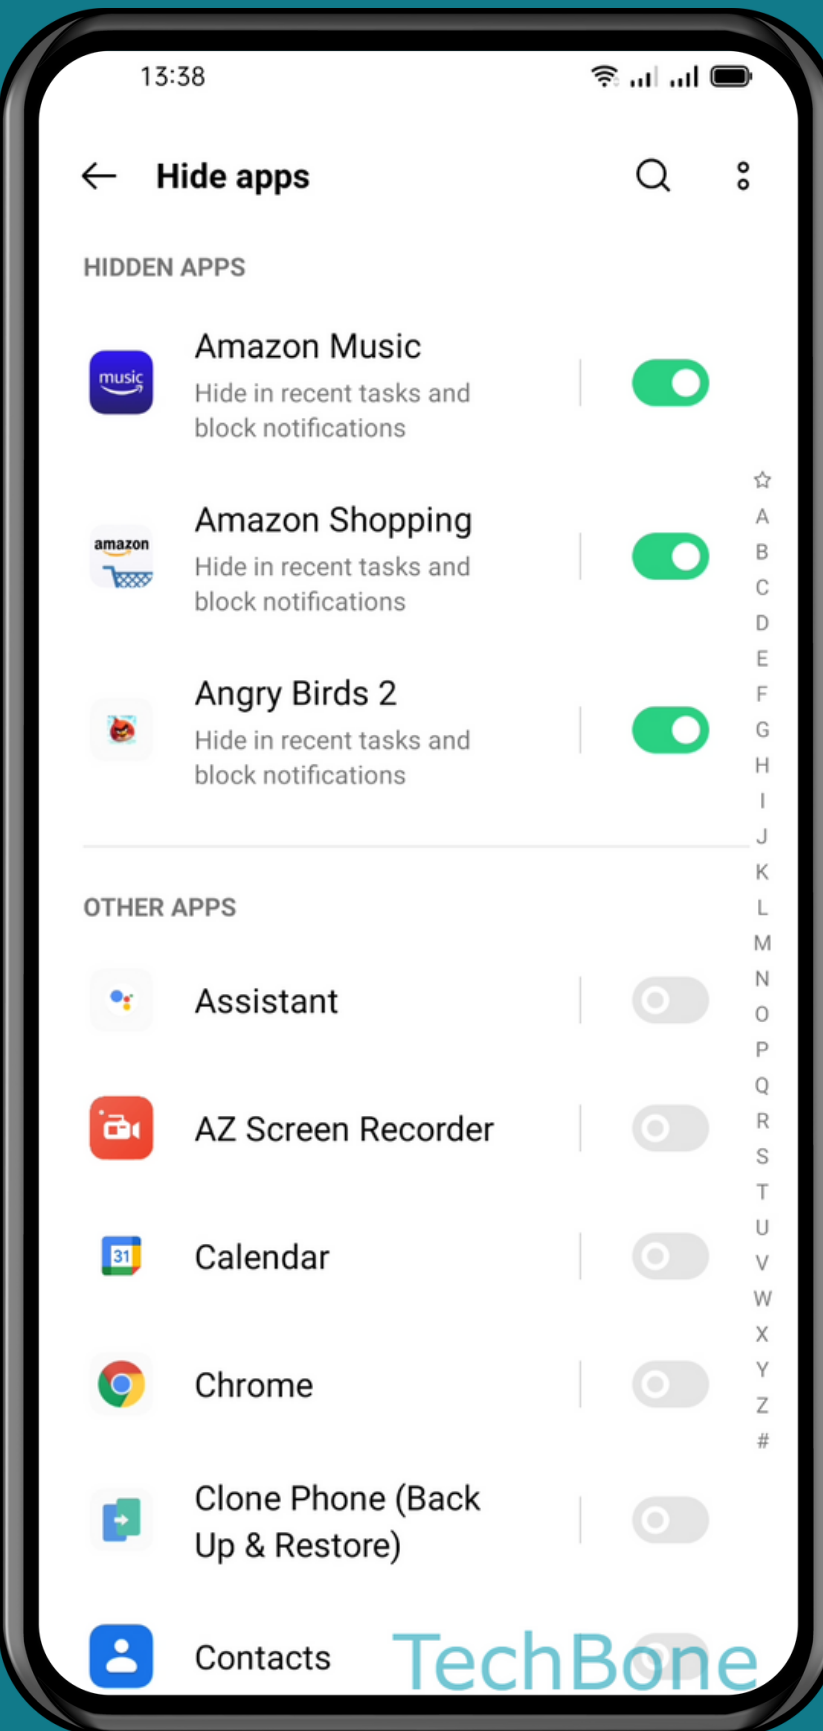 13:38
Hide apps
HIDDEN APPS
music
Amazon Music
Hide in recent tasks and
block notifications
amazon
Amazon Shopping
Hide in recent tasks and
block notifications
Angry Birds 2
Hide in recent tasks and
block notifications
OTHER APPS
Assistant
AZ Screen Recorder
31
Calendar
Chrome
Clone Phone (Back
Up & Restore)
Contacts
A
B
C
D
E
F
G
H
I
J
K
L
M
N
O
P
Q
R
S
T
U
V
W
X
Y
Z
#
TechBone